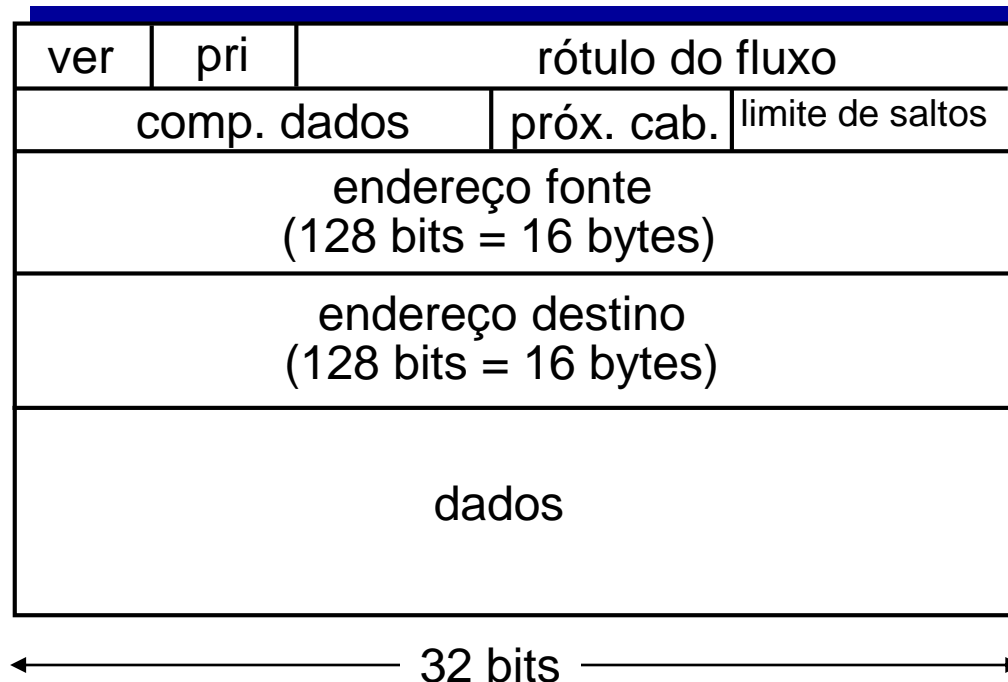 ver pri rótulo do fluxo
comp. dados próx. cab. limite de saltos
endereço fonte
(128 bits = 16 bytes)
endereço destino
(128 bits = 16 bytes)
dados
32 bits